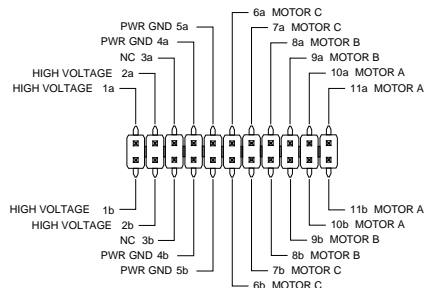 6a MOTOR C
PWR GND 5a
7a MOTOR C
PWR GND 4a
8a MOTOR B
NC 3a
9a MOTOR B
HIGH VOLTAGE 2a
10a MOTOR A
HIGH VOLTAGE 1a
11a MOTOR A
HIGH VOLTAGE 1b
11b MOTOR A
HIGH VOLTAGE 2b
10b MOTOR A
NC 3b
9b MOTOR B
PWR GND 4b
8b MOTOR B
PWR GND 5b
7b MOTOR C
6b MOTOR C